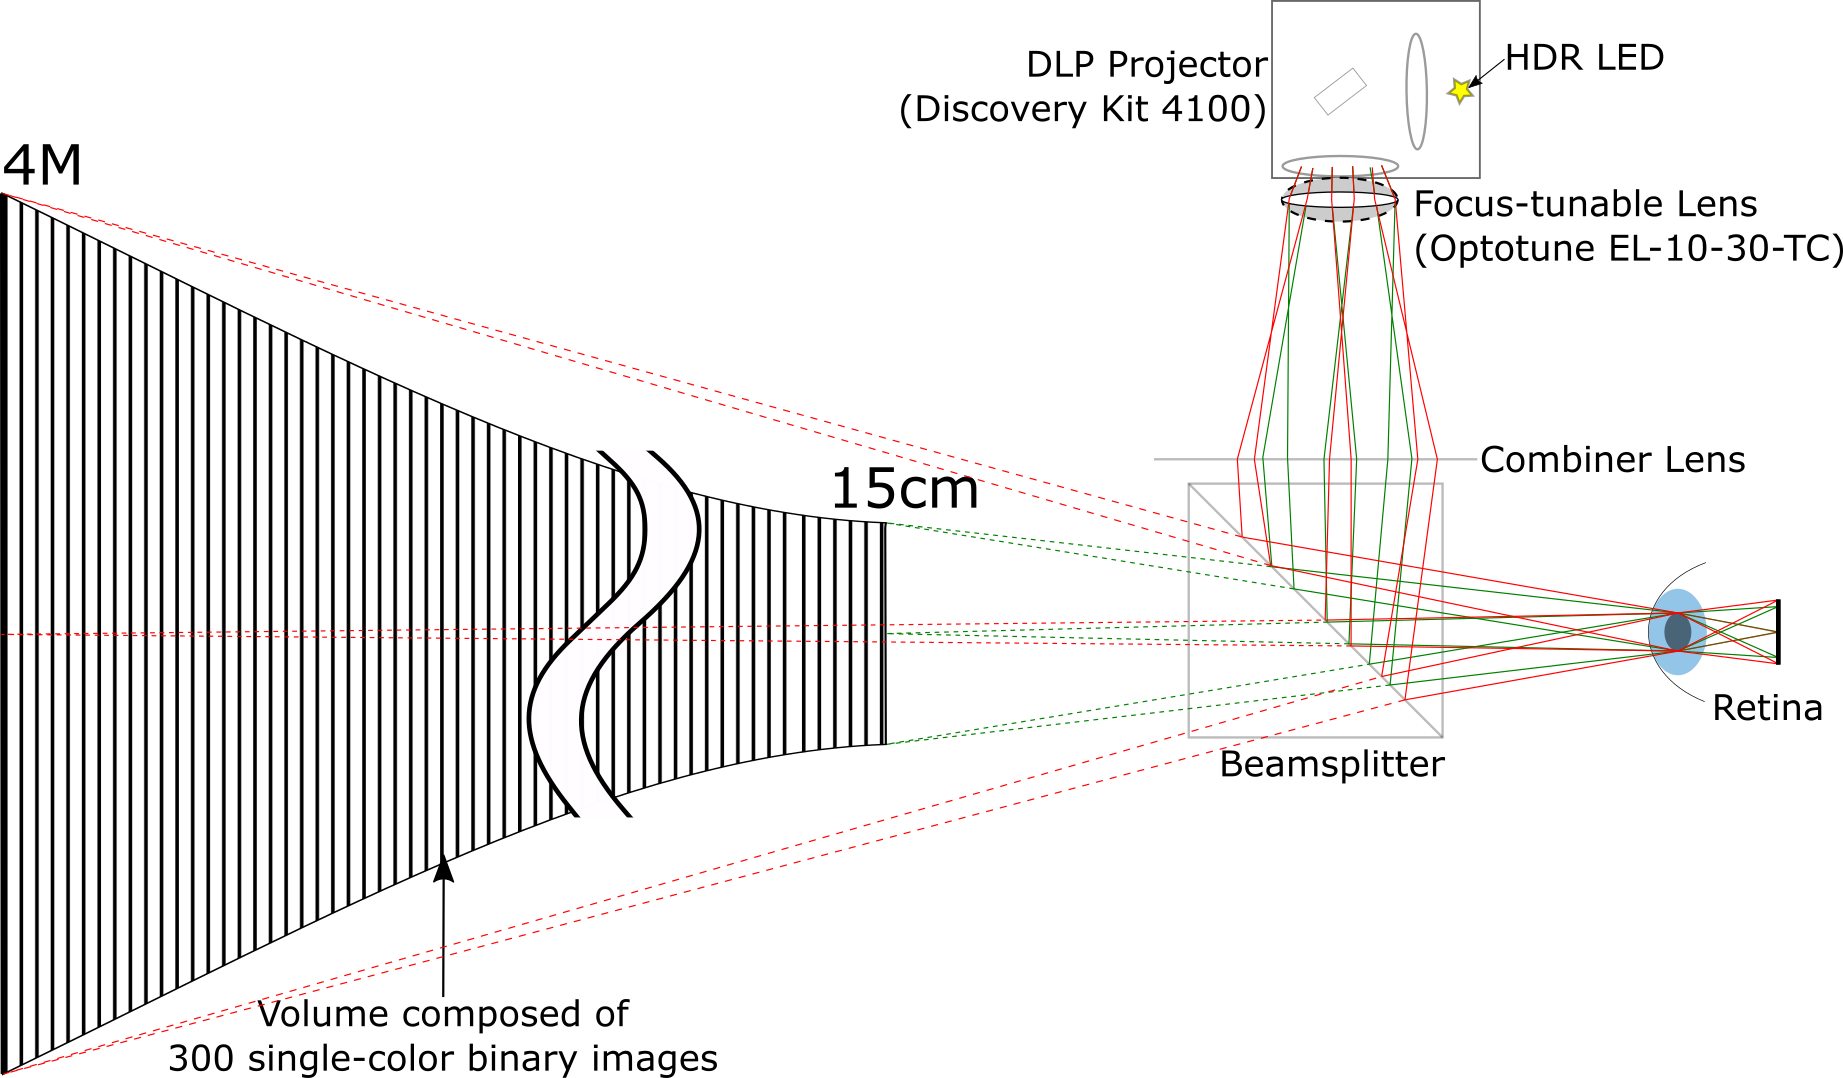 DLP Projector
(Discovery Kit 4100)
HDR LED
4M
Focus-tunable Lens
(Optotune EL-10-30-TC)
Combiner Lens
15cm
Retina
Beamsplitter
Volume composed of
300 single-color binary images